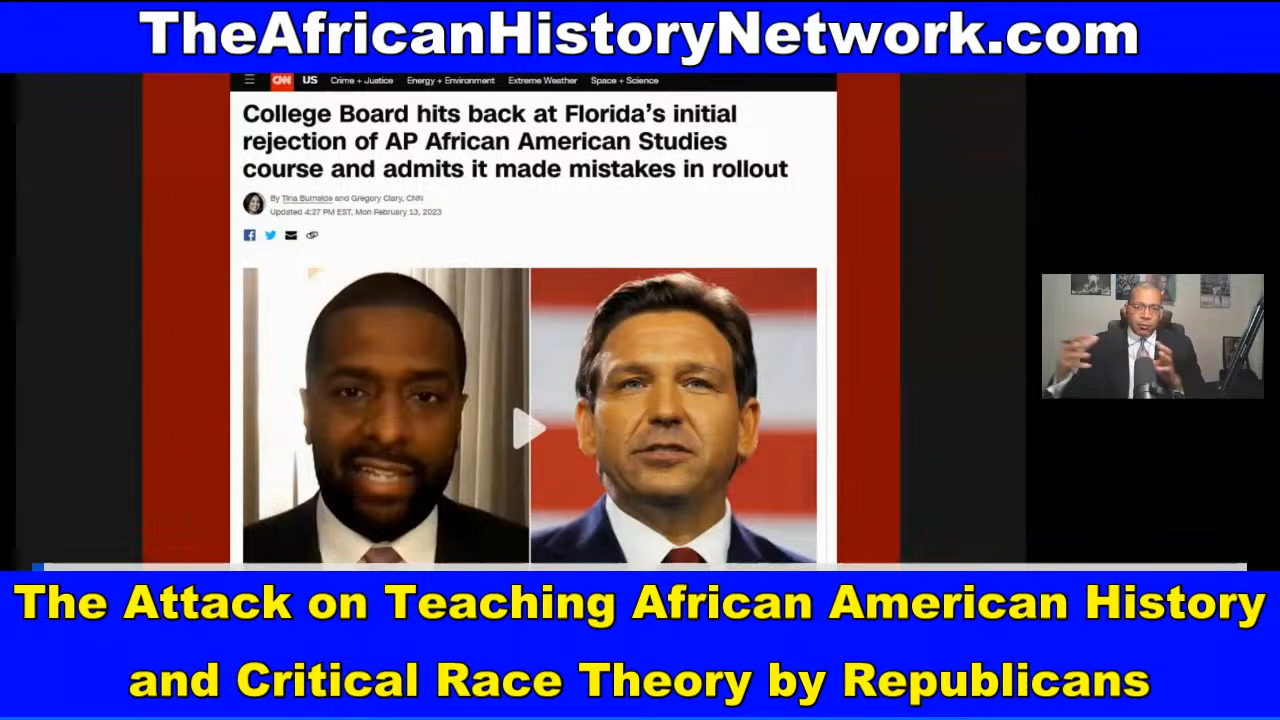 TheAfricanHistoryNetwork.com
CNN US Crime + Justice Energy + Environment Extreme Weather Space + Science
College Board hits back at Florida's initial
rejection of AP African American Studies
course and admits it made mistakes in rollout
By Tina Burnside and Gregory Clary, CNN
Updated 4:27 PM EST, Mon February 13, 2023
The Attack on Teaching African American History
and Critical Race Theory by Republicans